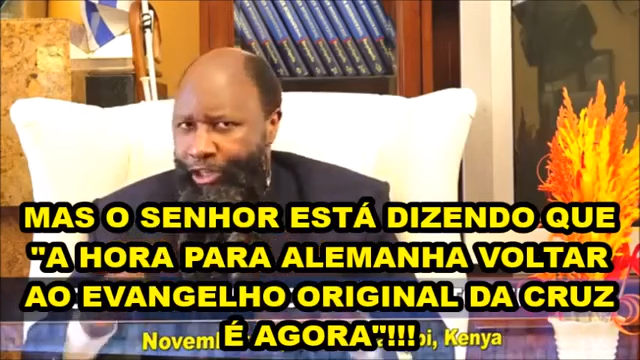 MAS O SENHOR ESTÁ DIZENDO QUE
"A HORA PARA ALEMANHA VOLTAR
AO EVANGELHO ORIGINAL DA CRUZ
É AGORA"!!!
Kenya